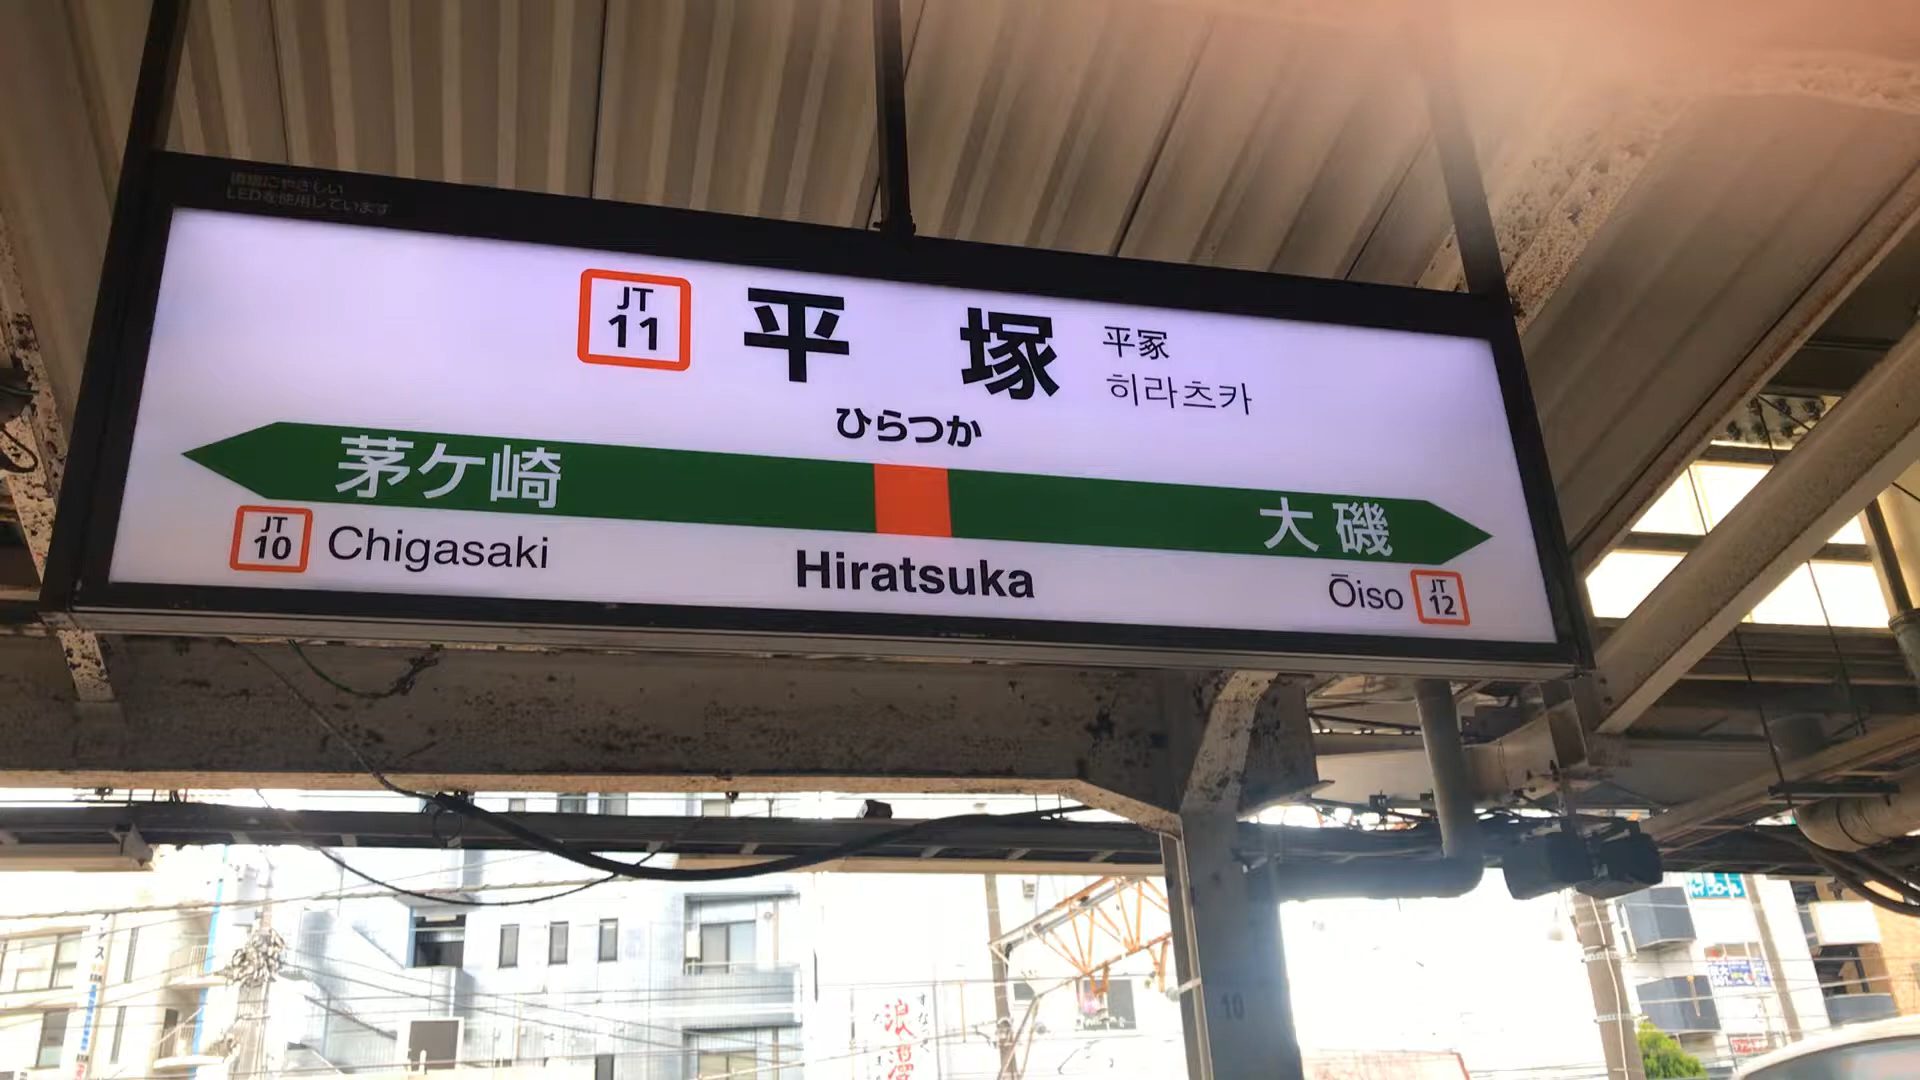 環境にやさしい
LEDを使用しています
JT
11
平塚
平冢
히라츠카
ひらつか
茅ケ崎
大磯
JT
10
Chigasaki
Hiratsuka
Ōiso
JT
12
10